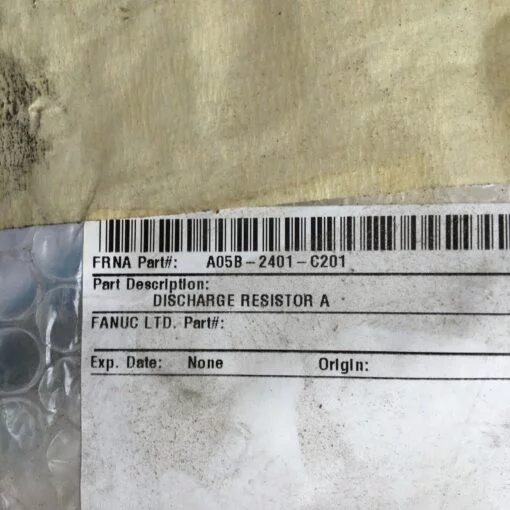 FRNA Part#: A05B-2401-C201
Part Description:
DISCHARGE RESISTOR A
FANUC LTD. Part#:
Exp. Date: None Origin: